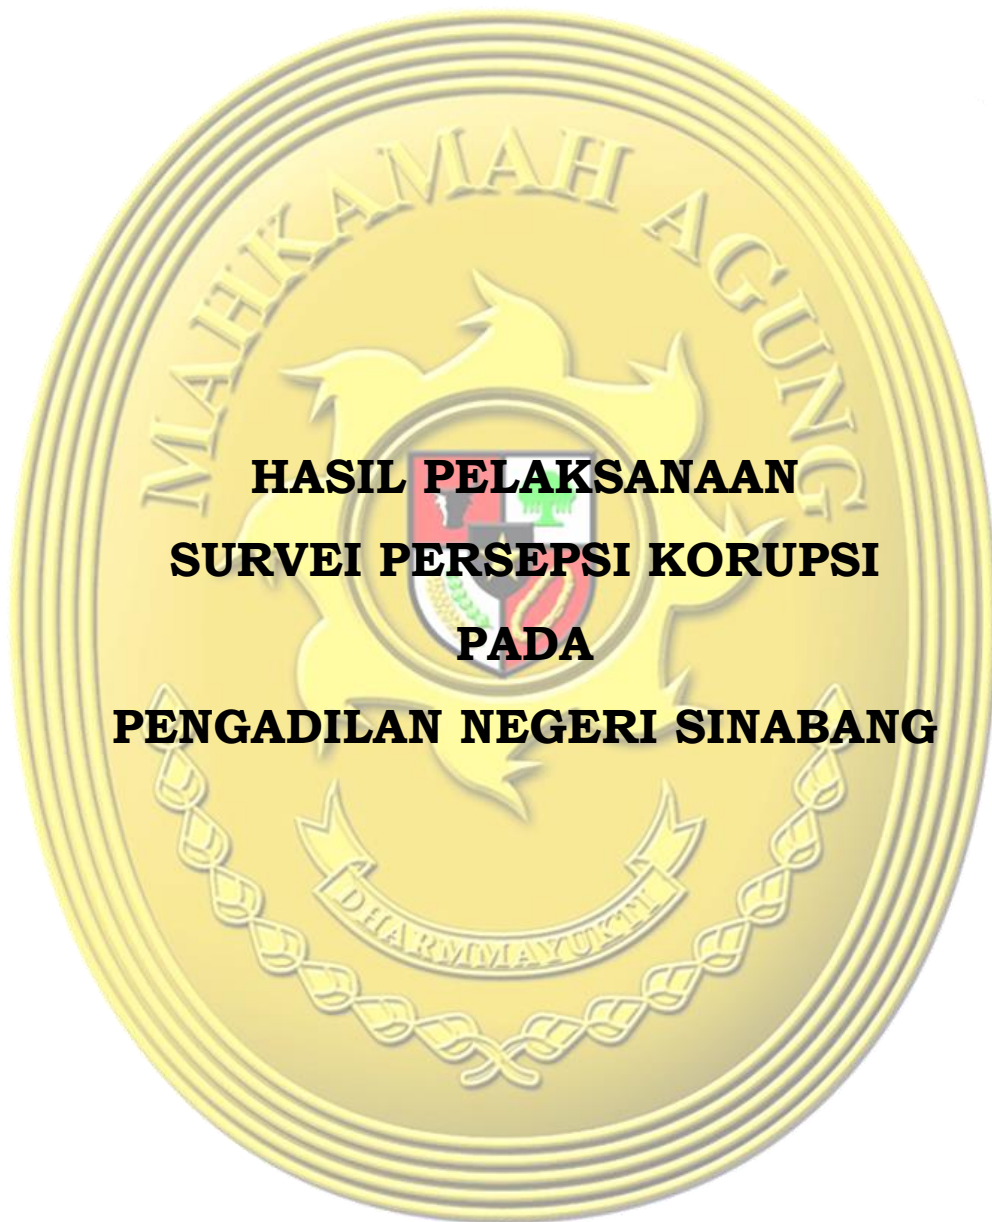 MAHKAMAH AGUNG
HASIL PELAKSANAAN
SURVEI PERSEPSI KORUPSI
PADA
PENGADILAN NEGERI SINABANG
DHARMMAYUKTI